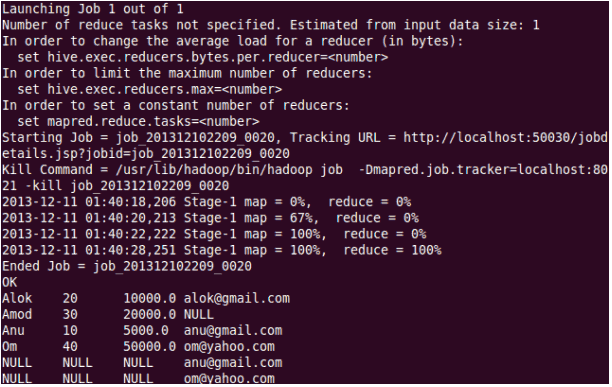 Launching Job 1 out of 1
Number of reduce tasks not specified. Estimated from input data size: 1
In order to change the average load for a reducer (in bytes):
  set hive.exec.reducers.bytes.per.reducer=<number>
In order to limit the maximum number of reducers:
  set hive.exec.reducers.max=<number>
In order to set a constant number of reducers:
  set mapred.reduce.tasks=<number>
Starting Job = job_201312102209_0020, Tracking URL = http://localhost:50030/jobd
etails.jsp?jobid=job_201312102209_0020
Kill Command = /usr/lib/hadoop/bin/hadoop job  -Dmapred.job.tracker=localhost:80
21 -kill job_201312102209_0020
2013-12-11 01:40:18,206 Stage-1 map = 0%,  reduce = 0%
2013-12-11 01:40:20,213 Stage-1 map = 67%,  reduce = 0%
2013-12-11 01:40:22,222 Stage-1 map = 100%,  reduce = 0%
2013-12-11 01:40:28,251 Stage-1 map = 100%,  reduce = 100%
Ended Job = job_201312102209_0020
OK
Alok    20      10000.0 alok@gmail.com
Amod    30      20000.0 NULL
Anu     10      5000.0  anu@gmail.com
Om      40      50000.0 om@yahoo.com
NULL    NULL    NULL    anu@gmail.com
NULL    NULL    NULL    om@yahoo.com